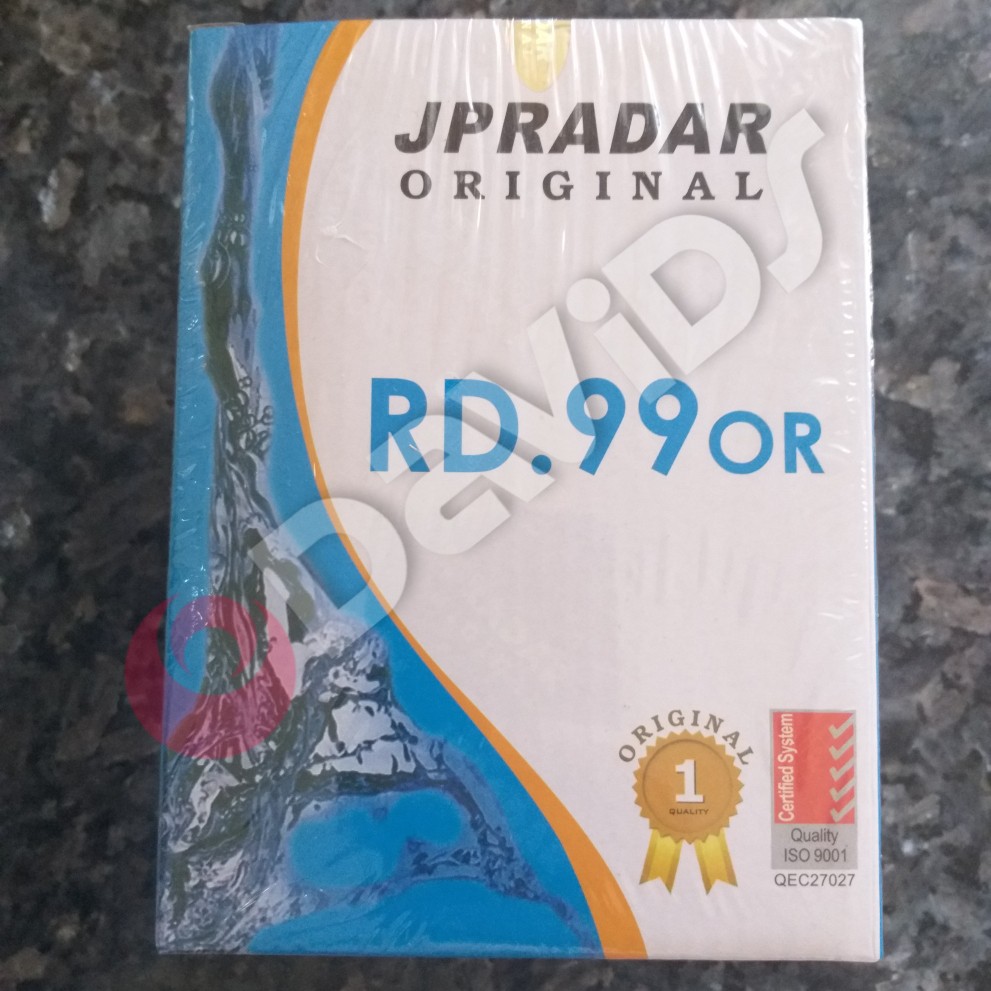 JPRADAR
ORIGINAL
DaViDS
RD.99OR
ORIGINAL
1
QUALITY
Certified System
Quality
ISO 9001
QEC27027